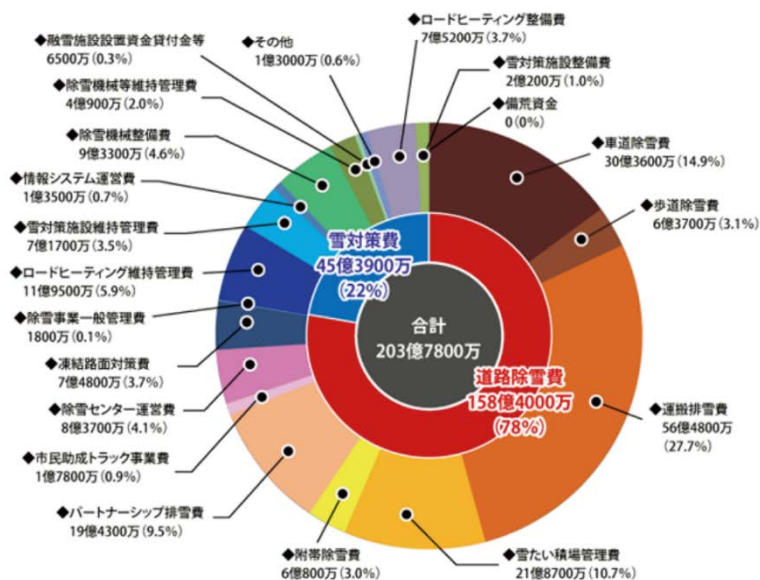 ◆融雪施設設置資金貸付金等
6500万(0.3%)
◆その他
1億3000万(0.6%)
◆ロードヒーティング整備費
7億5200万(3.7%)
◆雪対策施設整備費
2億200万(1.0%)
◆備荒資金
0(0%)
◆除雪機械等維持管理費
4億900万(2.0%)
◆除雪機械整備費
9億3300万(4.6%)
◆情報システム運営費
1億3500万(0.7%)
◆雪対策施設維持管理費
7億1700万(3.5%)
◆ロードヒーティング維持管理費
11億9500万(5.9%)
◆除雪事業一般管理費
1800万(0.1%)
◆凍結路面対策費
7億4800万(3.7%)
◆除雪センター運営費
8億3700万(4.1%)
◆市民助成トラック事業費
1億7800万(0.9%)
◆パートナーシップ排雪費
19億4300万(9.5%)
◆附帯除雪費
6億800万(3.0%)
◆雪たい積場管理費
21億8700万(10.7%)
◆運搬排雪費
56億4800万
(27.7%)
◆歩道除雪費
6億3700万(3.1%)
◆車道除雪費
30億3600万(14.9%)
雪対策費
45億3900万
(22%)
合計
203億7800万
道路除雪費
158億4000万
(78%)